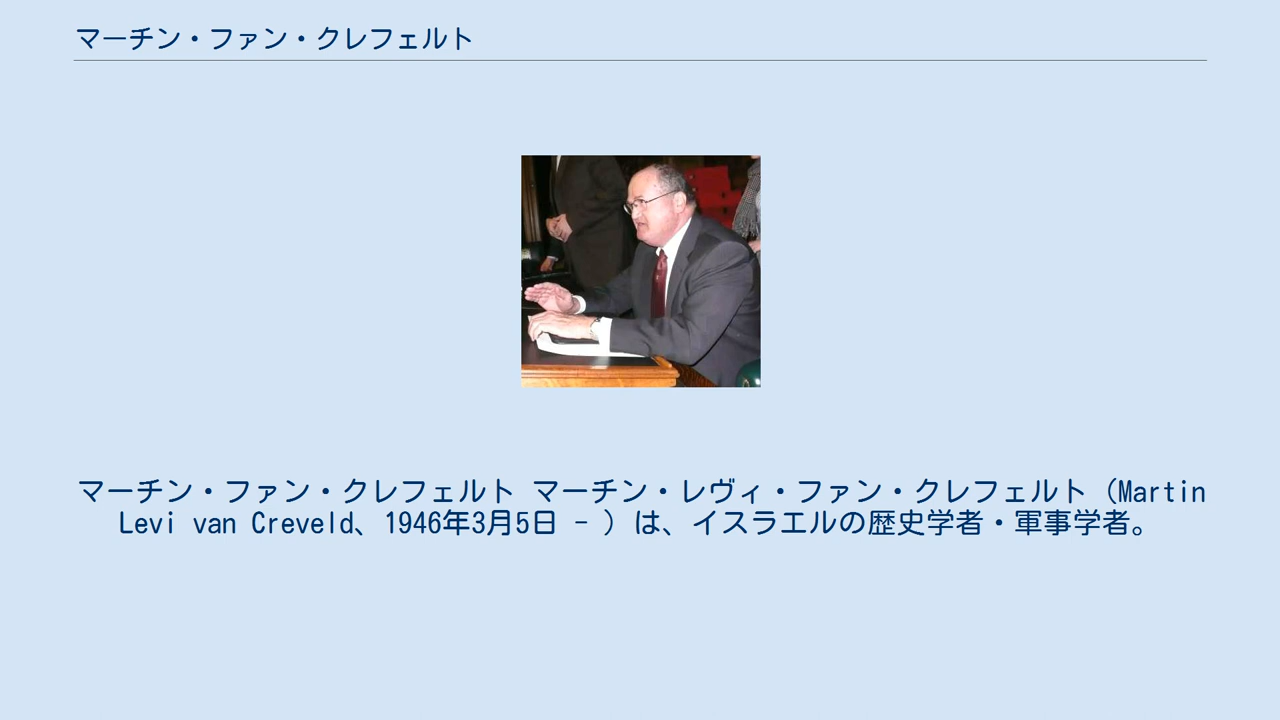 マーチン・ファン・クレフェルト
マーチン・ファン・クレフェルト マーチン・レヴィ・ファン・クレフェルト（Martin
Levi van Creveld、1946年3月5日 - ）は、イスラエルの歴史学者・軍事学者。